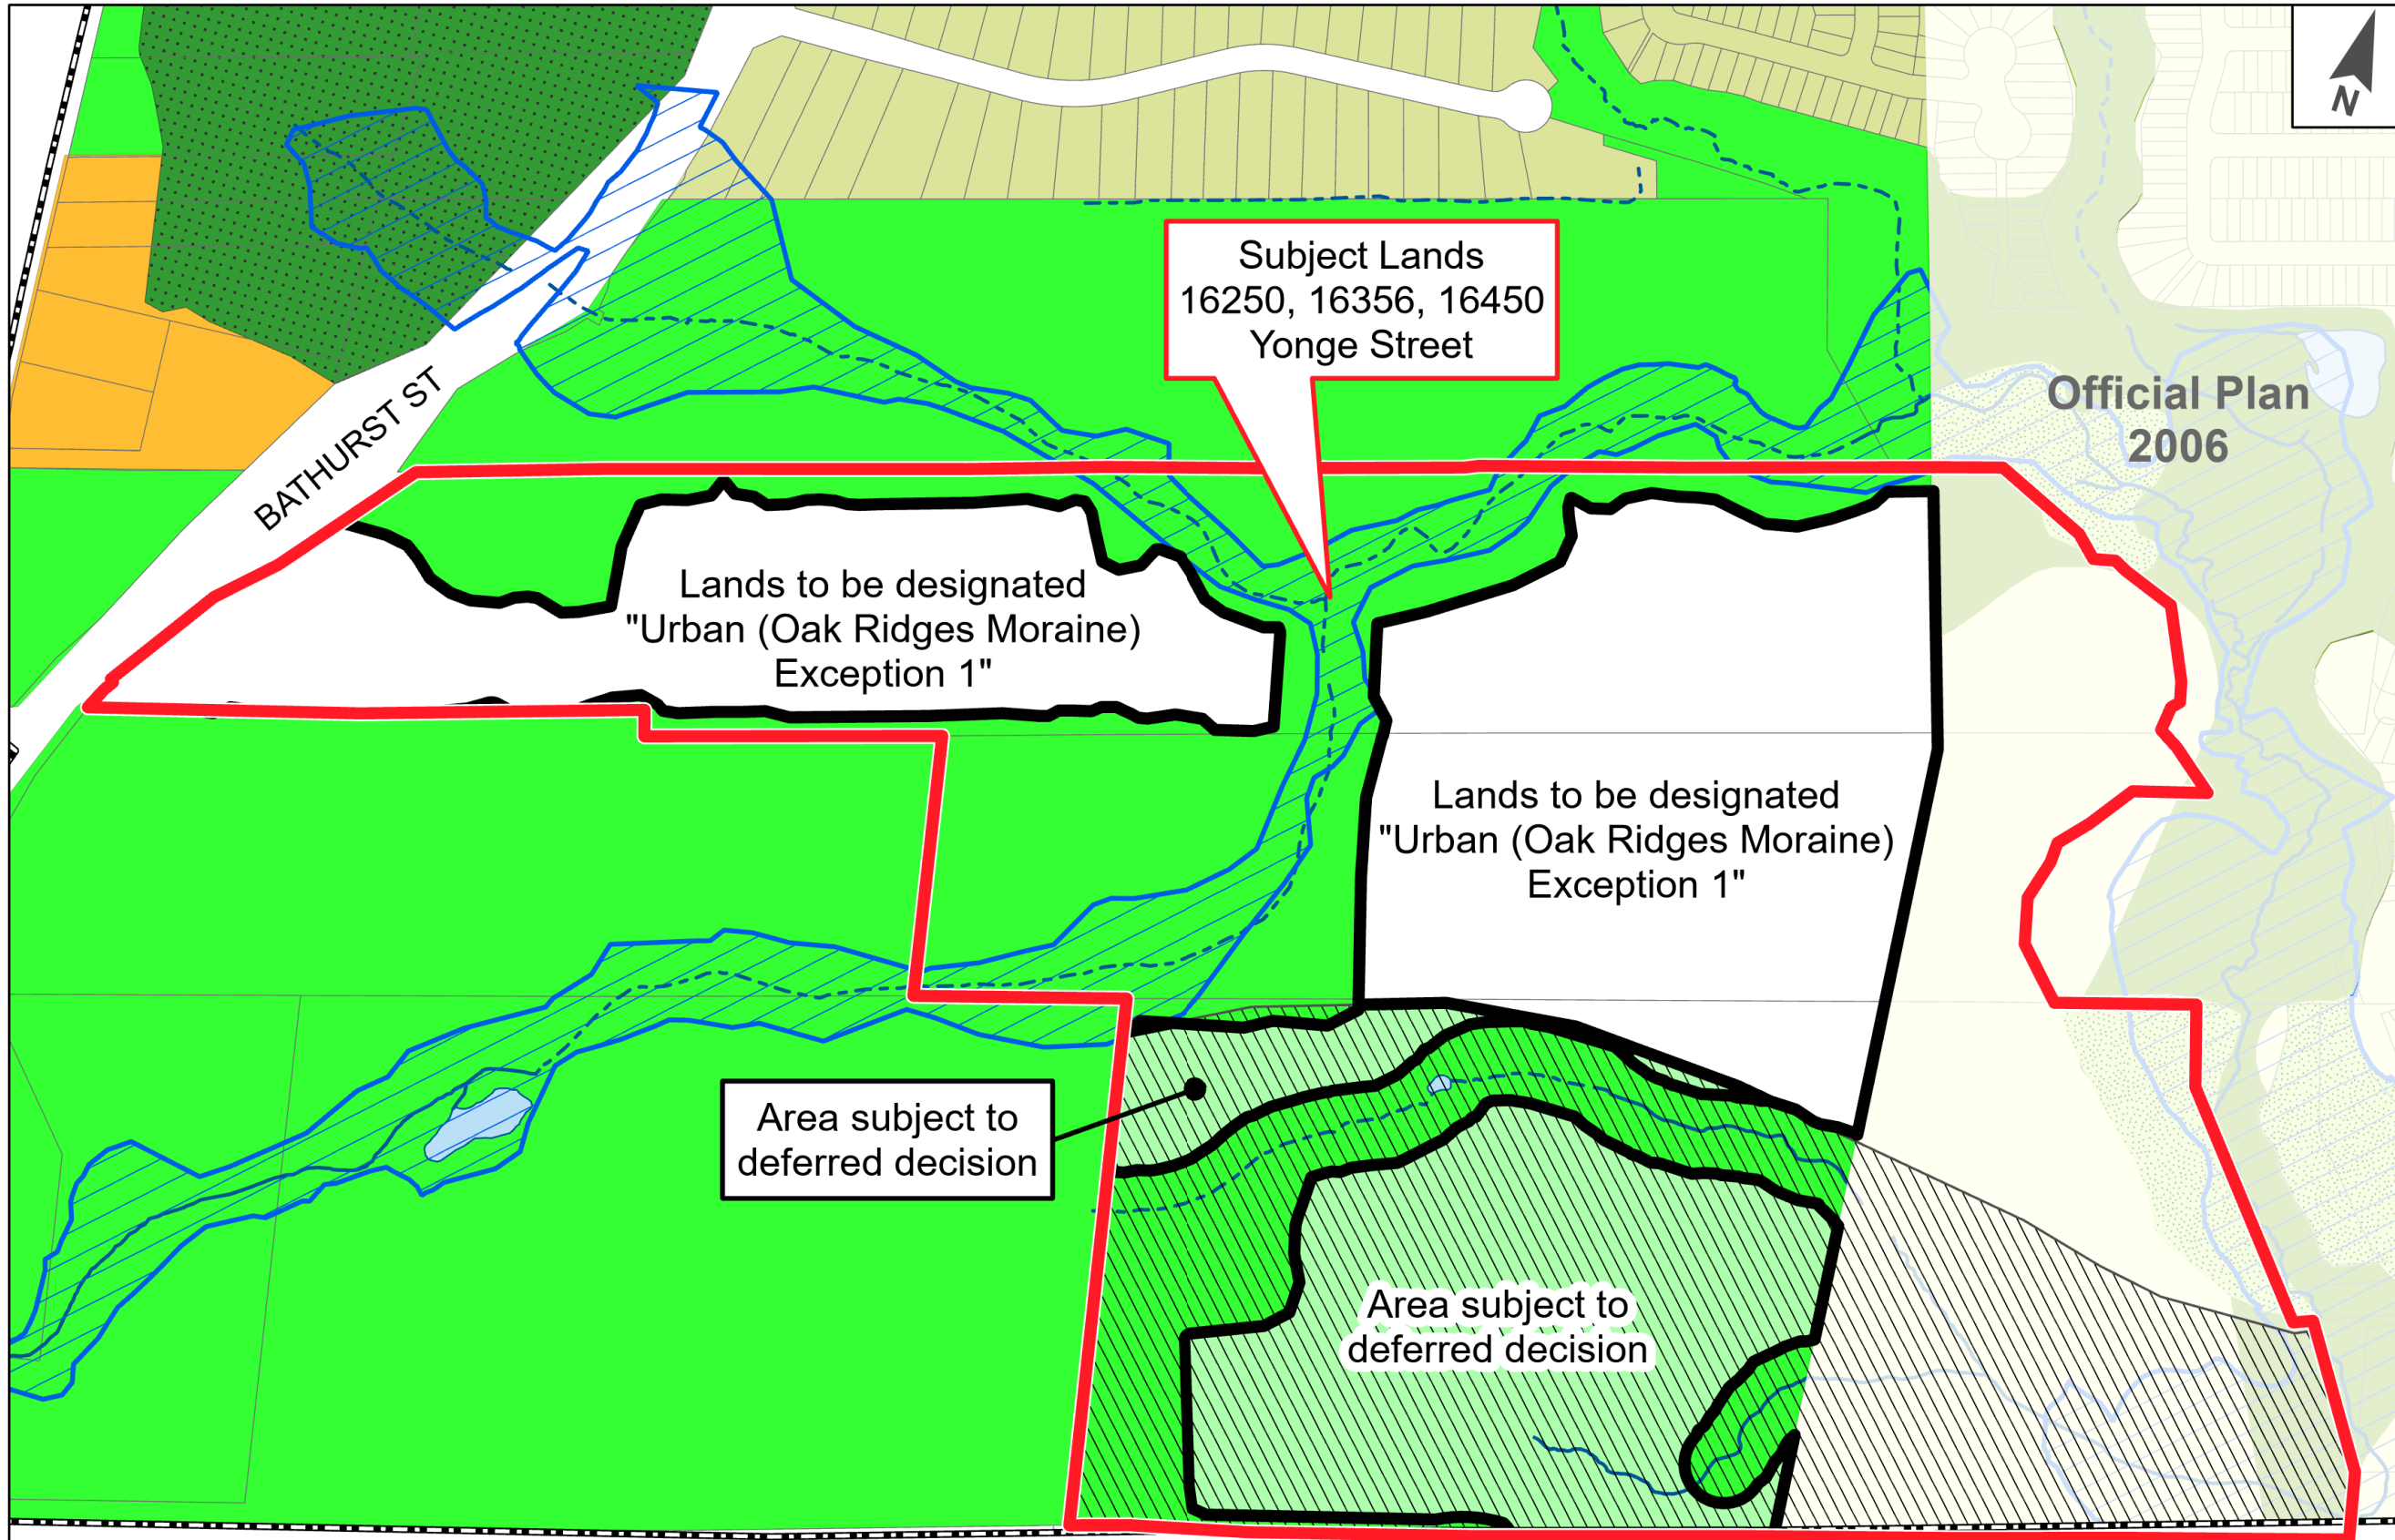 N
Subject Lands
16250, 16356, 16450
Yonge Street
Official Plan
2006
BATHURST ST
Lands to be designated
"Urban (Oak Ridges Moraine)
Exception 1"
Lands to be designated
"Urban (Oak Ridges Moraine)
Exception 1"
Area subject to
deferred decision
Area subject to
deferred decision